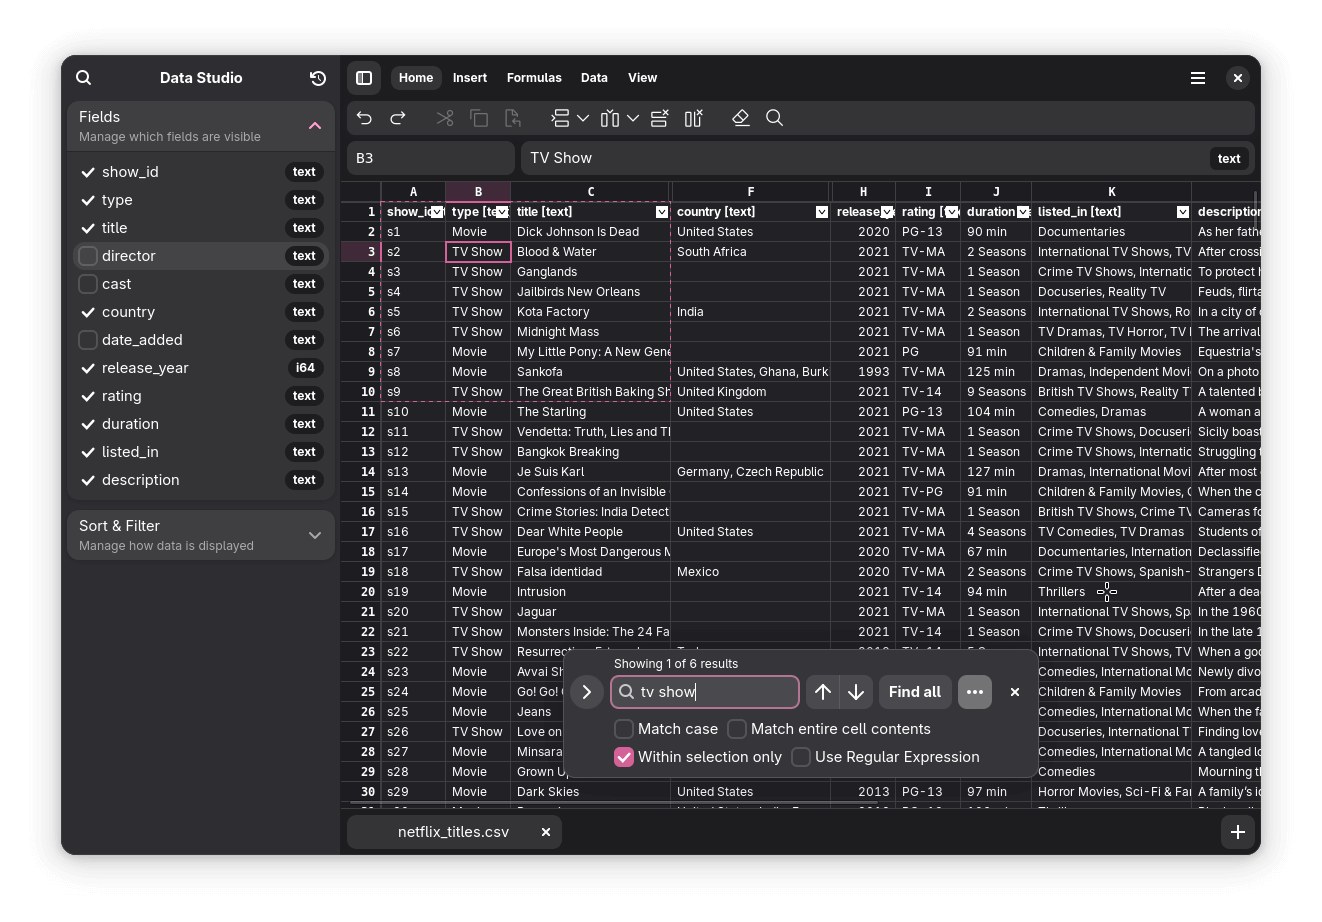 Data Studio
Home Insert Formulas Data View
Fields
Manage which fields are visible
show_id text
type text
title text
director text
cast text
country text
date_added text
release_year i64
rating text
duration text
listed_in text
description text
Sort & Filter
Manage how data is displayed
B3 TV Show text
A B C F H I J K
1 show_id type [te title [text] country [text] release_ rating [ duration listed_in [text] description
2 s1 Movie Dick Johnson Is Dead United States 2020 PG-13 90 min Documentaries As her fath
3 s2 TV Show Blood & Water South Africa 2021 TV-MA 2 Seasons International TV Shows, TV After crossi
4 s3 TV Show Ganglands 2021 TV-MA 1 Season Crime TV Shows, Internatic To protect h
5 s4 TV Show Jailbirds New Orleans 2021 TV-MA 1 Season Docuseries, Reality TV Feuds, flirta
6 s5 TV Show Kota Factory India 2021 TV-MA 2 Seasons International TV Shows, Ro In a city of
7 s6 TV Show Midnight Mass 2021 TV-MA 1 Season TV Dramas, TV Horror, TV The arrival
8 s7 Movie My Little Pony: A New Gene 2021 PG 91 min Children & Family Movies Equestria's
9 s8 Movie Sankofa United States, Ghana, Burk 1993 TV-MA 125 min Dramas, Independent Movi On a photo
10 s9 TV Show The Great British Baking Sh United Kingdom 2021 TV-14 9 Seasons British TV Shows, Reality T A talented
11 s10 Movie The Starling United States 2021 PG-13 104 min Comedies, Dramas A woman a
12 s11 TV Show Vendetta: Truth, Lies and 2021 TV-MA 1 Season Crime TV Shows, Docuseri Sicily boast
13 s12 TV Show Bangkok Breaking 2021 TV-MA 1 Season Crime TV Shows, Internatic Struggling
14 s13 Movie Je Suis Karl Germany, Czech Republic 2021 TV-MA 127 min Dramas, International Movi After most
15 s14 Movie Confessions of an Invisible 2021 TV-PG 91 min Children & Family Movies, When the c
16 s15 TV Show Crime Stories: India Detect 2021 TV-MA 1 Season British TV Shows, Crime TV Cameras fo
17 s16 TV Show Dear White People United States 2021 TV-MA 4 Seasons TV Comedies, TV Dramas Students of
18 s17 Movie Europe's Most Dangerous M 2020 TV-MA 67 min Documentaries, Internation Declassifie
19 s18 TV Show Falsa identidad Mexico 2020 TV-MA 2 Seasons Crime TV Shows, Spanish- Strangers D
20 s19 Movie Intrusion 2021 TV-14 94 min Thrillers After a dea
21 s20 TV Show Jaguar 2021 TV-MA 1 Season International TV Shows, Sp In the 1960
22 s21 TV Show Monsters Inside: The 24 Fa 2021 TV-14 1 Season Crime TV Shows, Docuseri In the late 1
23 s22 TV Show International TV Shows, TV When a goo
24 s23 Movie Avvai Sh Comedies, International Mo Newly divo
25 s24 Movie Go! Go! Children & Family Movies From arcad
26 s25 Movie Jeans Comedies, International Mo When the fa
27 s26 TV Show Love on Docuseries, International Finding love
28 s27 Movie Minsara Comedies, International Mo A tangled lo
29 s28 Movie Grown U Comedies Mourning th
30 s29 Movie Dark Skies United States 2013 PG-13 97 min Horror Movies, Sci-Fi & Fan A family's i
Showing 1 of 6 results
tv show Find all
Match case Match entire cell contents
Within selection only Use Regular Expression
netflix_titles.csv